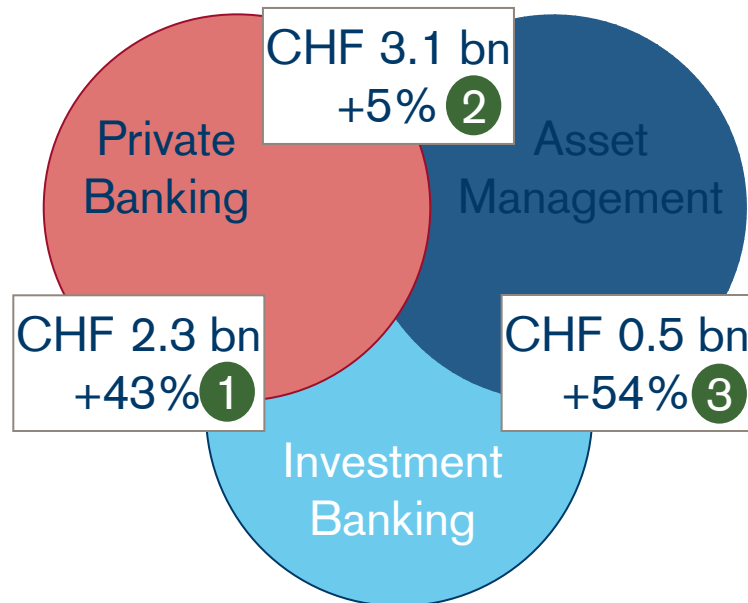 CHF 3.1 bn
+5% 2
Private
Banking
Asset
Management
CHF 2.3 bn
+43% 1
CHF 0.5 bn
+54% 3
Investment
Banking